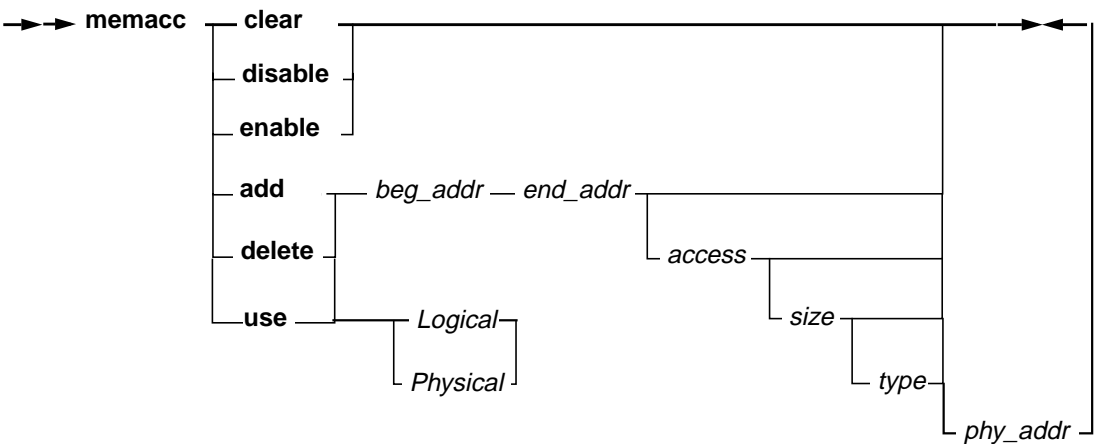 memacc clear
disable
enable
add beg_addr end_addr
delete access
use Logical size
Physical type
phy_addr